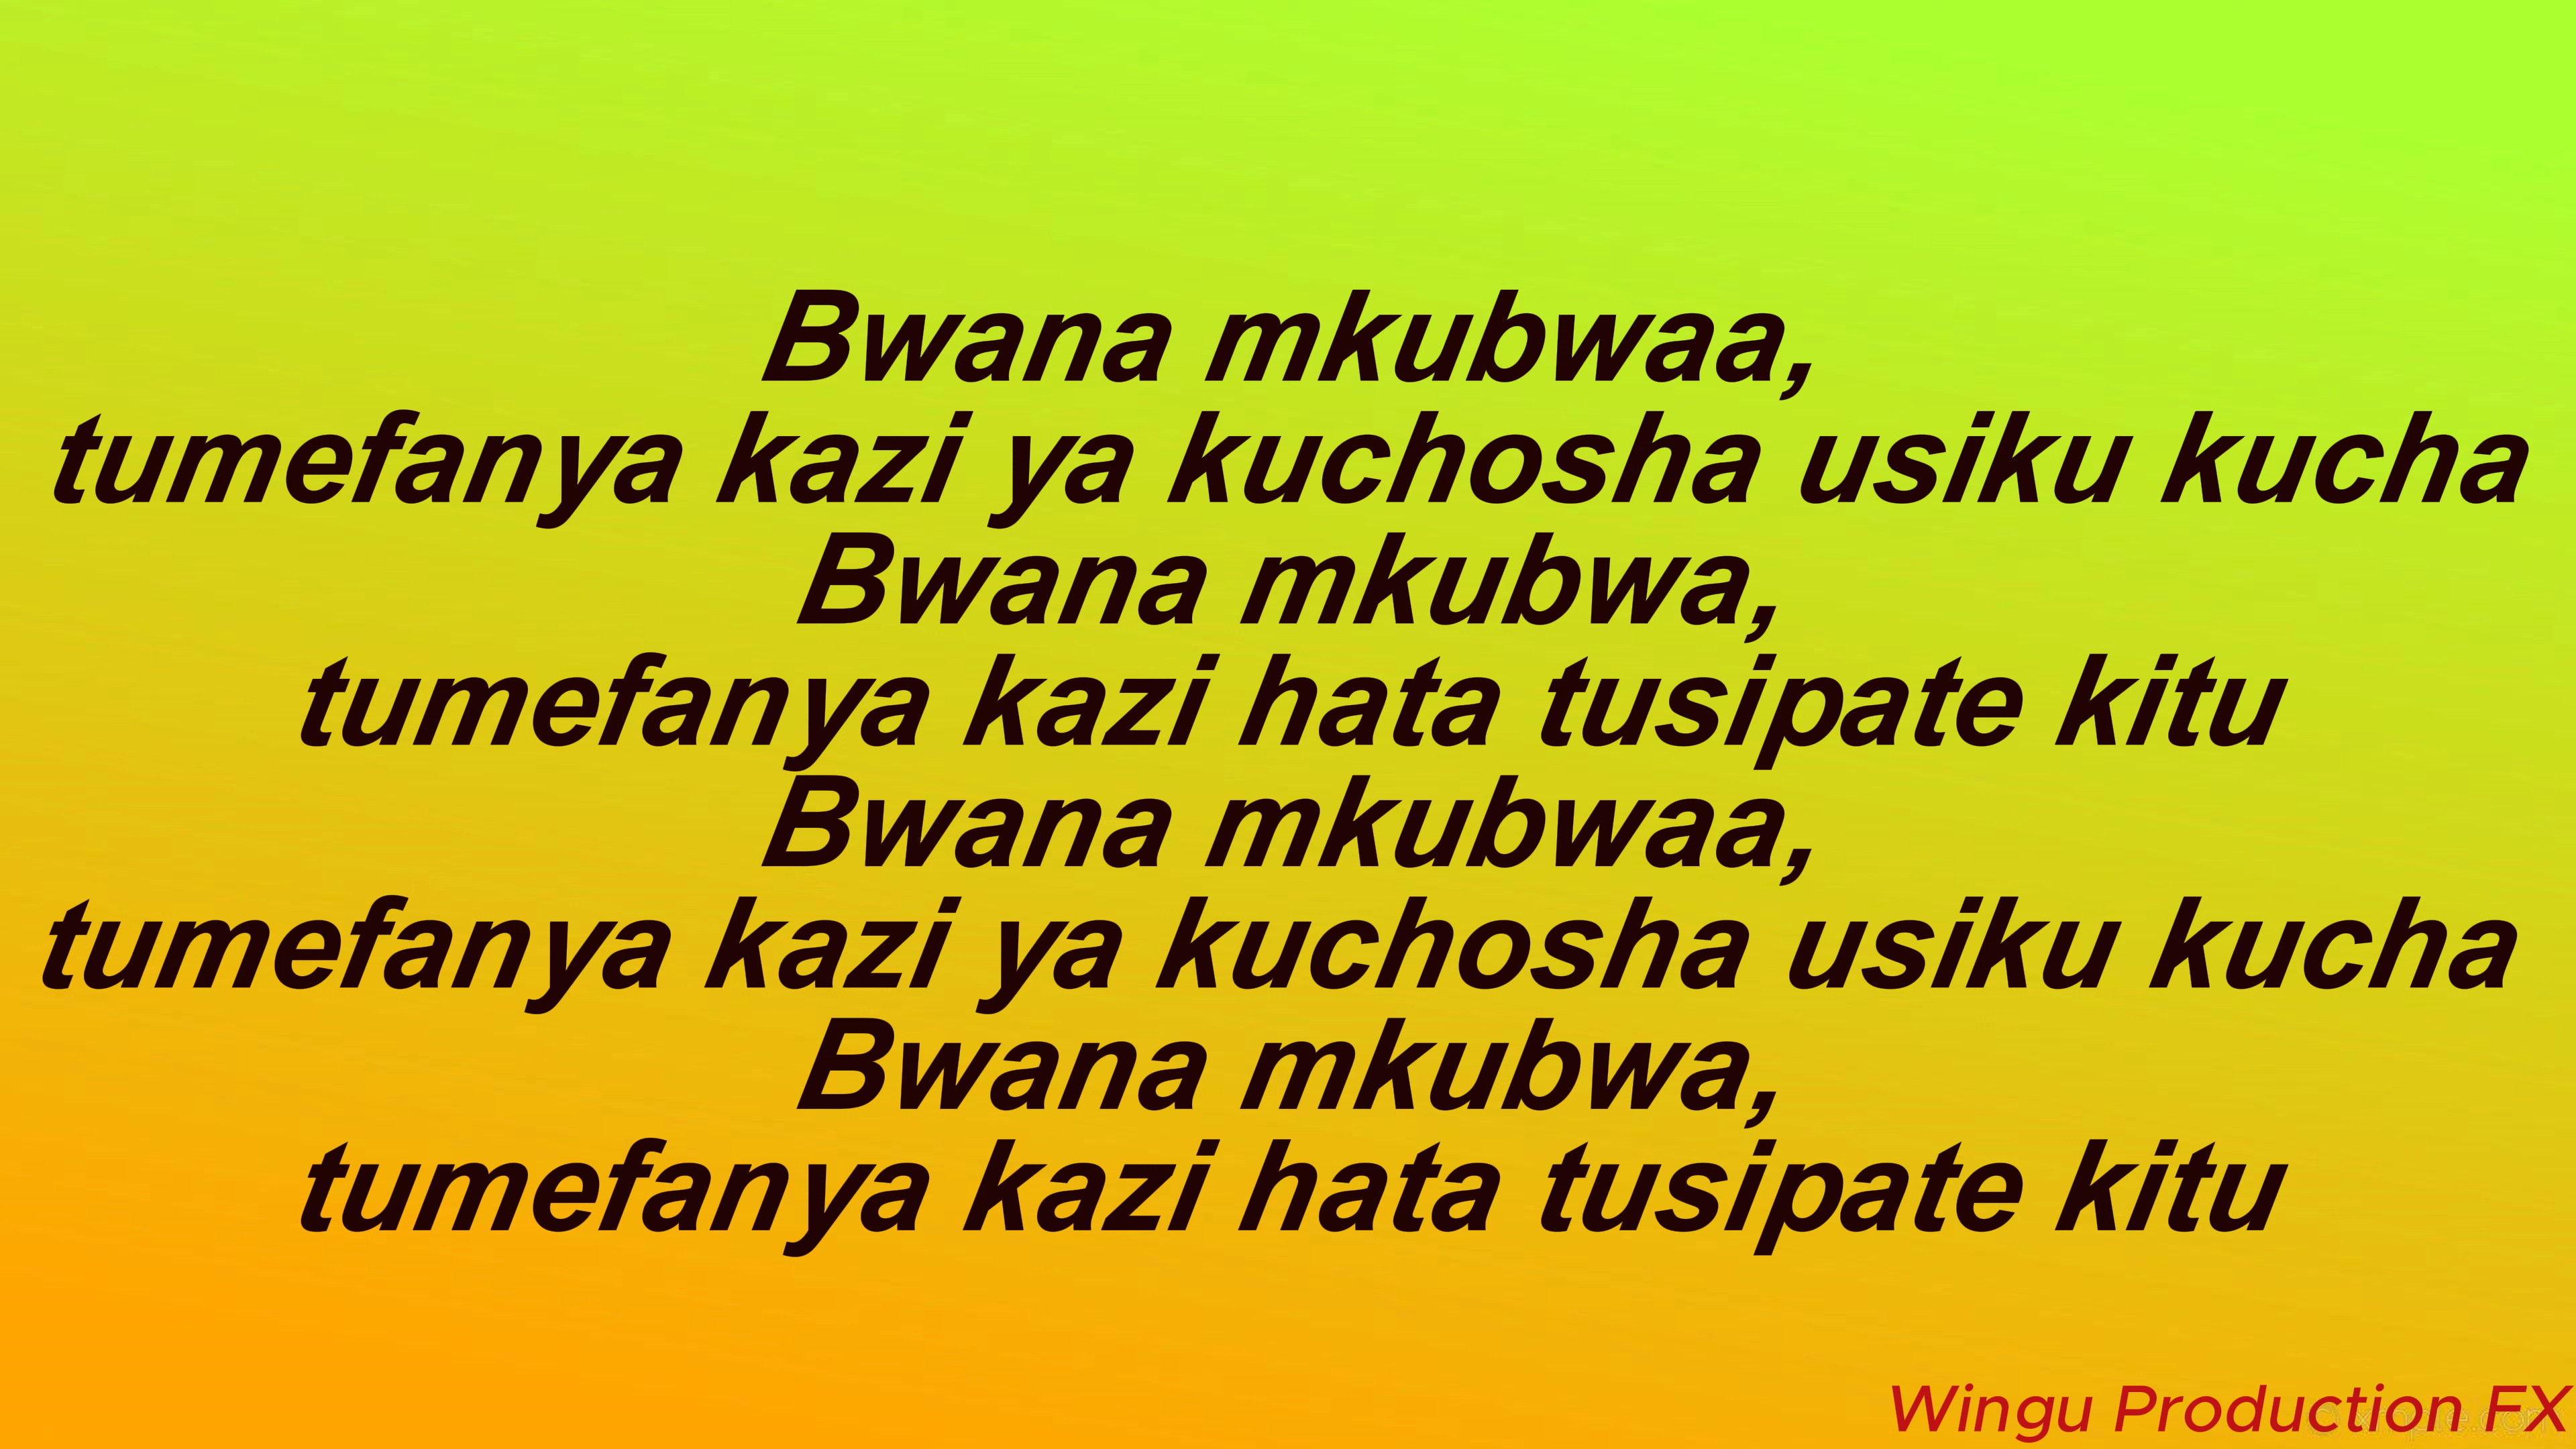 Bwana mkubwaa,
tumefanya kazi ya kuchosha usiku kucha
Bwana mkubwa,
tumefanya kazi hata tusipate kitu
Bwana mkubwaa,
tumefanya kazi ya kuchosha usiku kucha
Bwana mkubwa,
tumefanya kazi hata tusipate kitu
Wingu Production FX